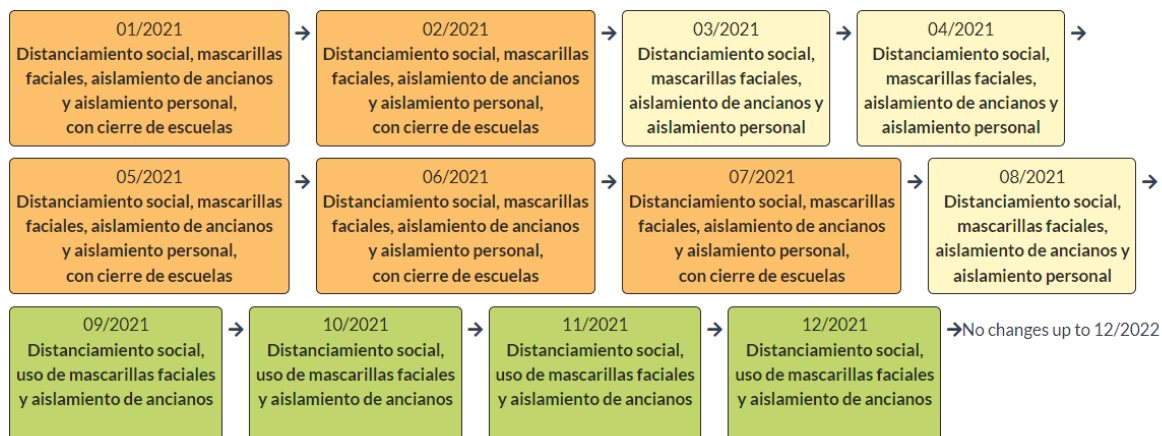 01/2021
Distanciamiento social, mascarillas
faciales, aislamiento de ancianos
y aislamiento personal,
con cierre de escuelas
02/2021
Distanciamiento social, mascarillas
faciales, aislamiento de ancianos
y aislamiento personal,
con cierre de escuelas
03/2021
Distanciamiento social,
mascarillas faciales,
aislamiento de ancianos y
aislamiento personal
04/2021
Distanciamiento social,
mascarillas faciales,
aislamiento de ancianos y
aislamiento personal
05/2021
Distanciamiento social, mascarillas
faciales, aislamiento de ancianos
y aislamiento personal,
con cierre de escuelas
06/2021
Distanciamiento social, mascarillas
faciales, aislamiento de ancianos
y aislamiento personal,
con cierre de escuelas
07/2021
Distanciamiento social, mascarillas
faciales, aislamiento de ancianos
y aislamiento personal,
con cierre de escuelas
08/2021
Distanciamiento social,
mascarillas faciales,
aislamiento de ancianos y
aislamiento personal
09/2021
Distanciamiento social,
uso de mascarillas faciales
y aislamiento de ancianos
10/2021
Distanciamiento social,
uso de mascarillas faciales
y aislamiento de ancianos
11/2021
Distanciamiento social,
uso de mascarillas faciales
y aislamiento de ancianos
12/2021
Distanciamiento social,
uso de mascarillas faciales
y aislamiento de ancianos
No changes up to 12/2022